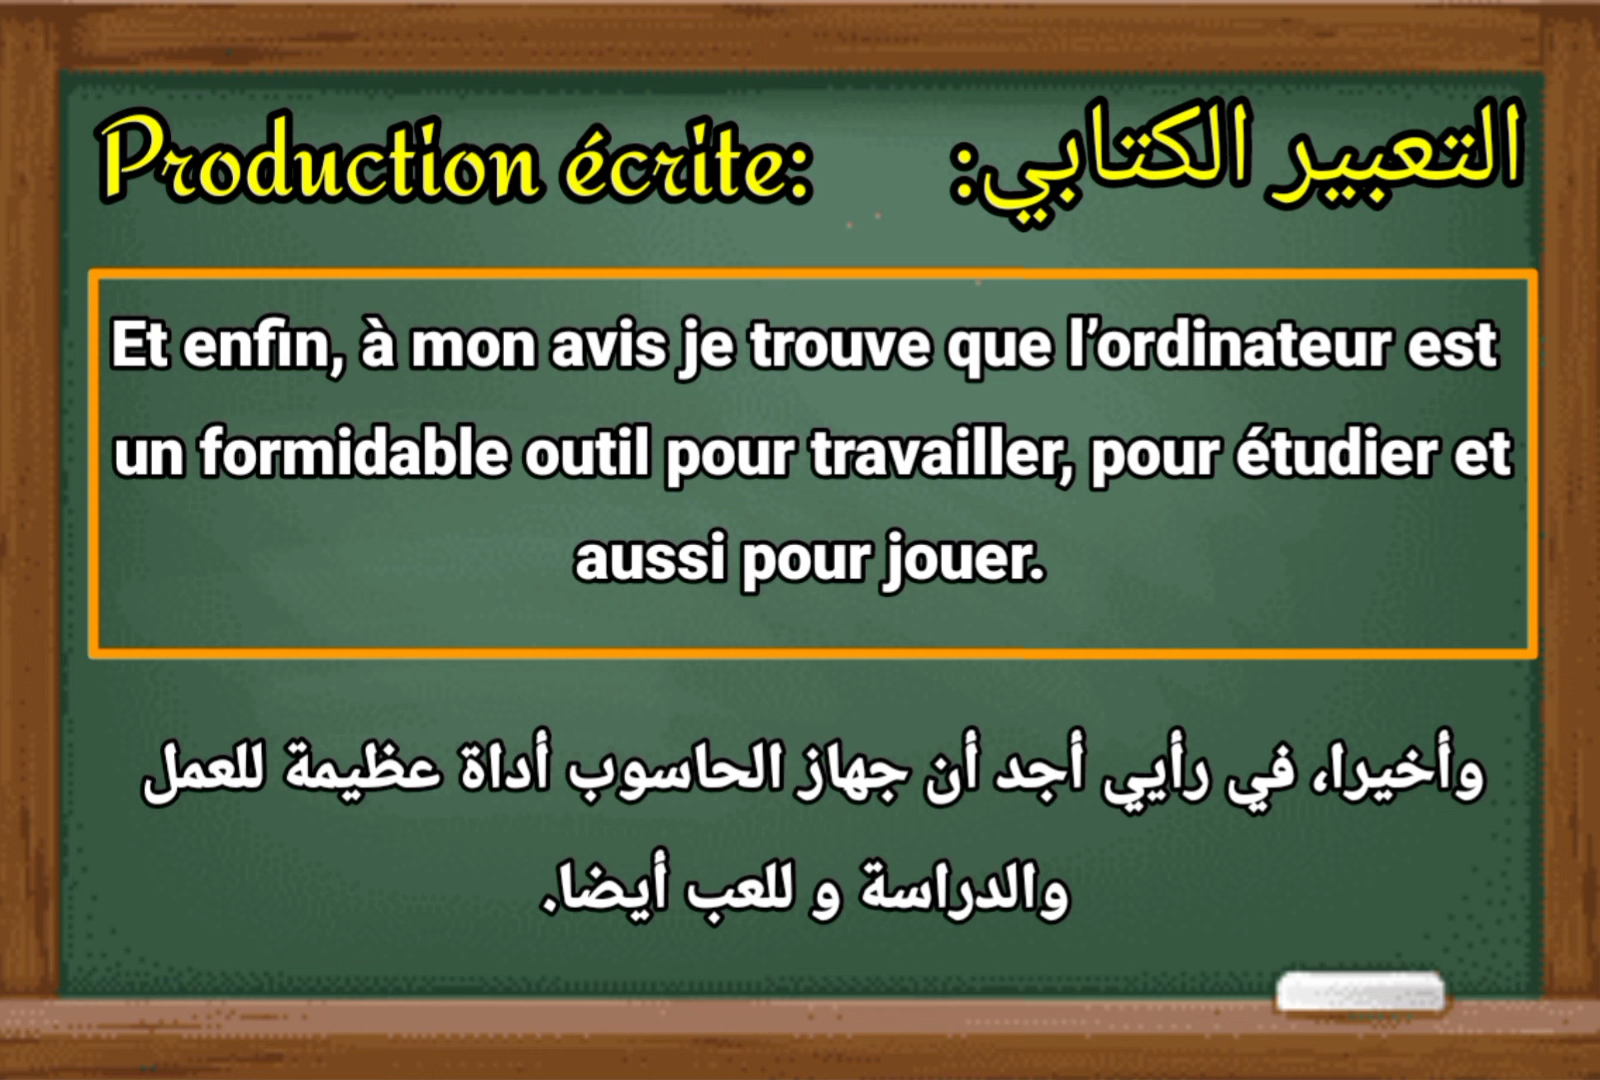 Production écrite: التعبير الكتابي:
Et enfin, à mon avis je trouve que l’ordinateur est
un formidable outil pour travailler, pour étudier et
aussi pour jouer.
وأخيرا، في رأيي أجد أن جهاز الحاسوب أداة عظيمة للعمل
والدراسة و للعب أيضا.